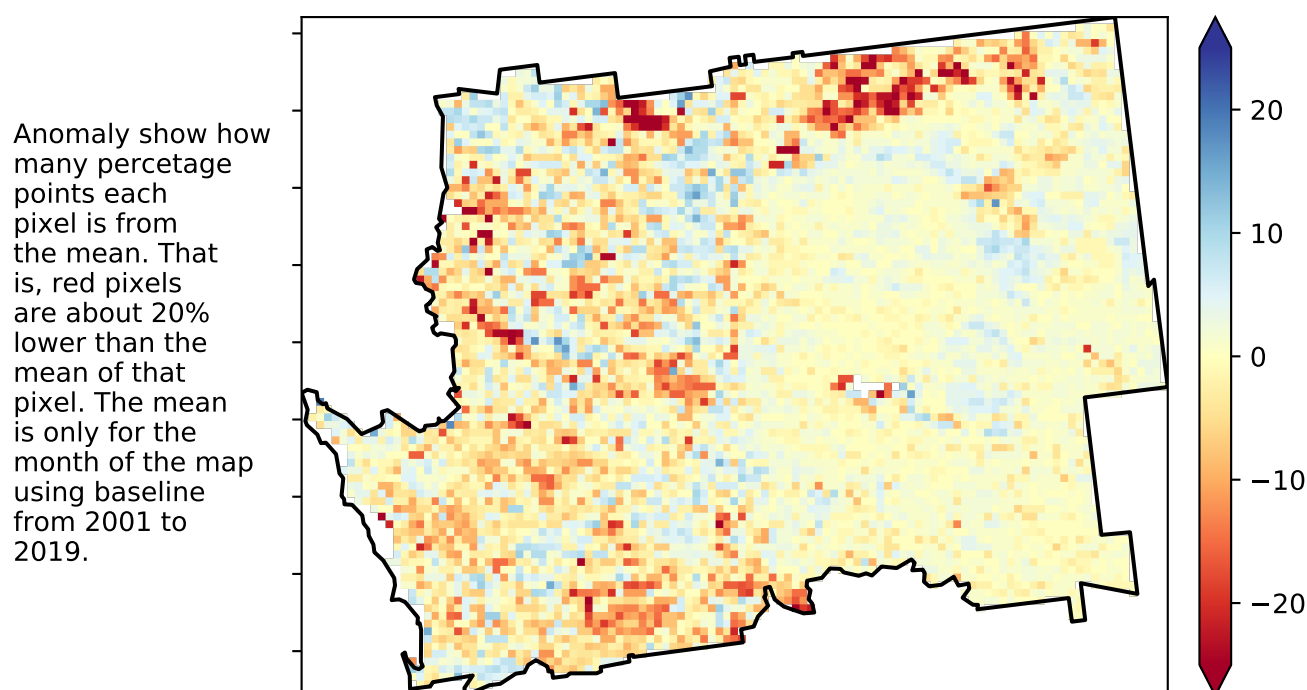 Anomaly show how
many percetage
points each
pixel is from
the mean. That
is, red pixels
are about 20%
lower than the
mean of that
pixel. The mean
is only for the
month of the map
using baseline
from 2001 to
2019.
20
10
0
−10
−20